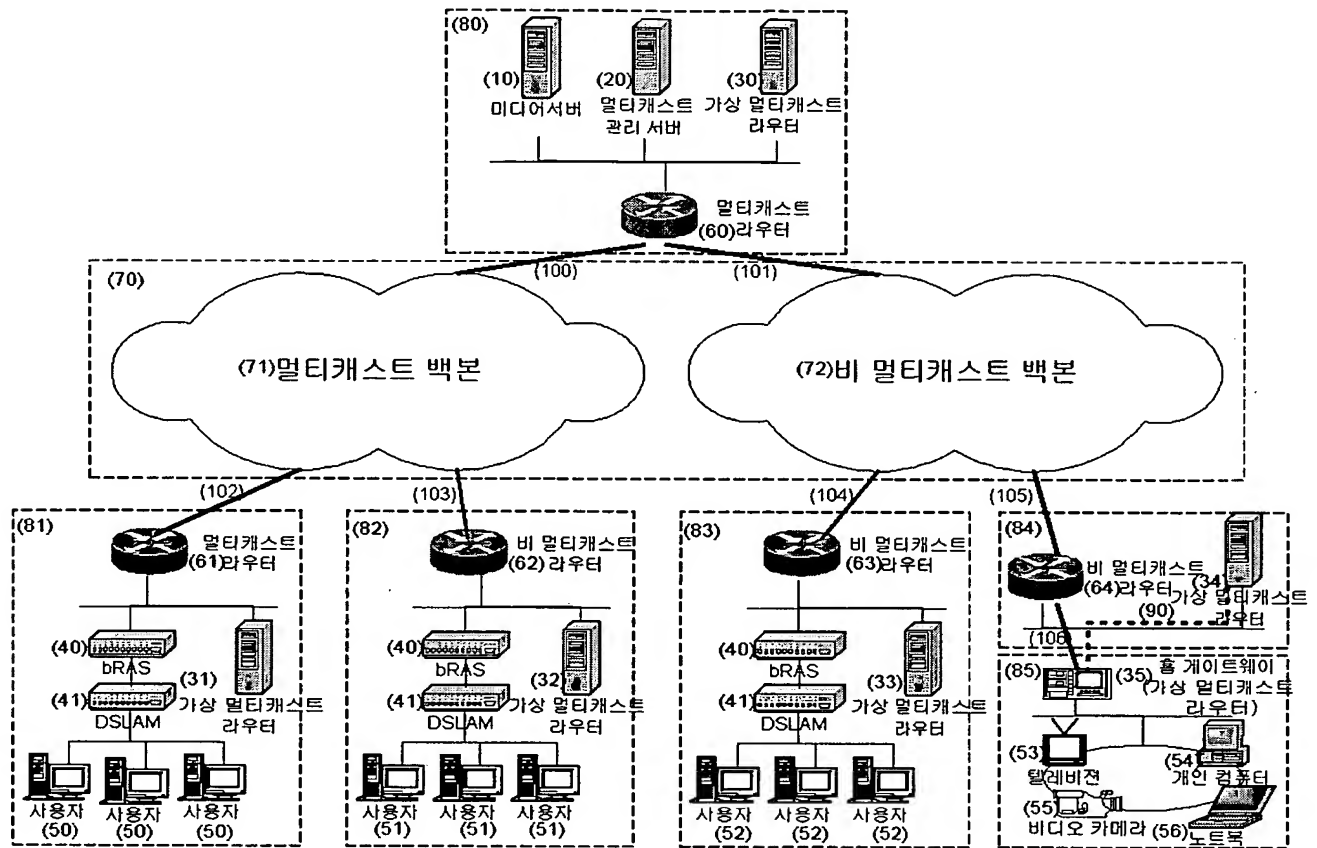 (80)
(10)
미디어서버
(20)
멀티캐스트
관리 서버
(30)
가상 멀티캐스트
라우터
멀티캐스트
(60)라우터
(100)
(101)
(70)
(71)멀티캐스트 백본
(72)비 멀티캐스트 백본
(102)
(103)
(104)
(105)
(81)
멀티캐스트
(61)라우터
(40)
bRAS
(41)
DSLAM
(31)
가상 멀티캐스트
라우터
사용자
(50)
사용자
(50)
사용자
(50)
(82)
비 멀티캐스트
(62) 라우터
(40)
bRAS
(41)
DSLAM
(32)
가상 멀티캐스트
라우터
사용자
(51)
사용자
(51)
사용자
(51)
(83)
비 멀티캐스트
(63)라우터
(40)
bRAS
(41)
DSLAM
(33)
가상 멀티캐스트
라우터
사용자
(52)
사용자
(52)
사용자
(52)
(84)
비 멀티캐스트
(64)라우터
(34)
가상 멀티캐스트
라우터
(90)
(106)
(85)
(35)
홈 게이트웨이
(가상 멀티캐스트
라우터)
(53)
텔레비젼
(54)
개인 컴퓨터
(55)
비디오 카메라
(56)
노트북